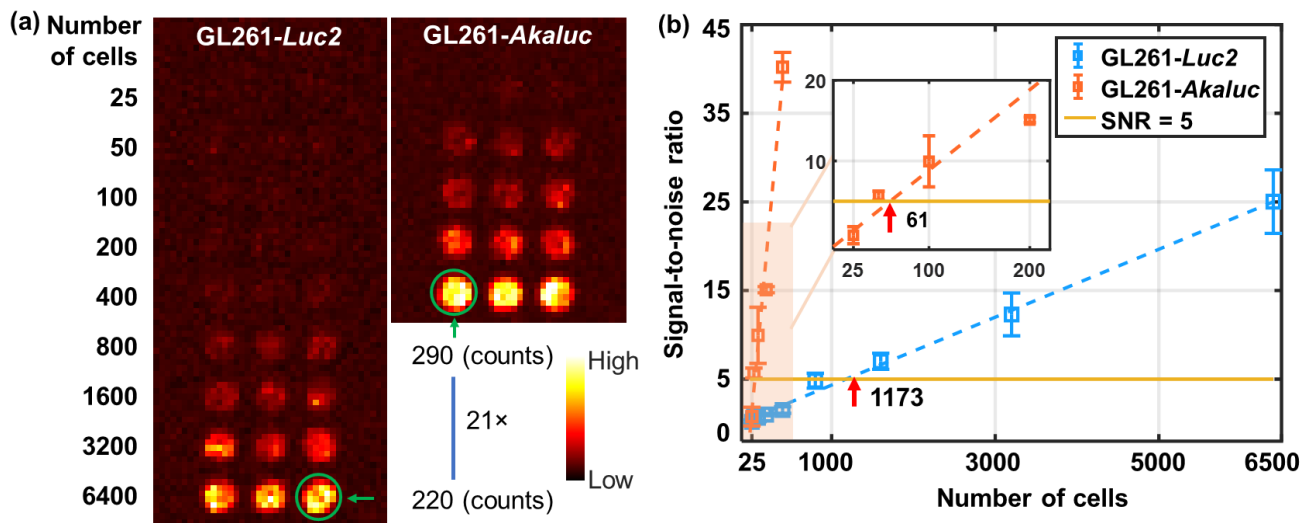 (a) Number
of cells
GL261-Luc2
GL261-Akaluc
25
50
100
200
400
800
1600
3200
6400
290 (counts)
21×
220 (counts)
High
Low
(b)
Signal-to-noise ratio
45
35
25
15
5
0
25
1000
3000
5000
6500
Number of cells
GL261-Luc2
GL261-Akaluc
SNR = 5
20
10
25
100
200
61
1173